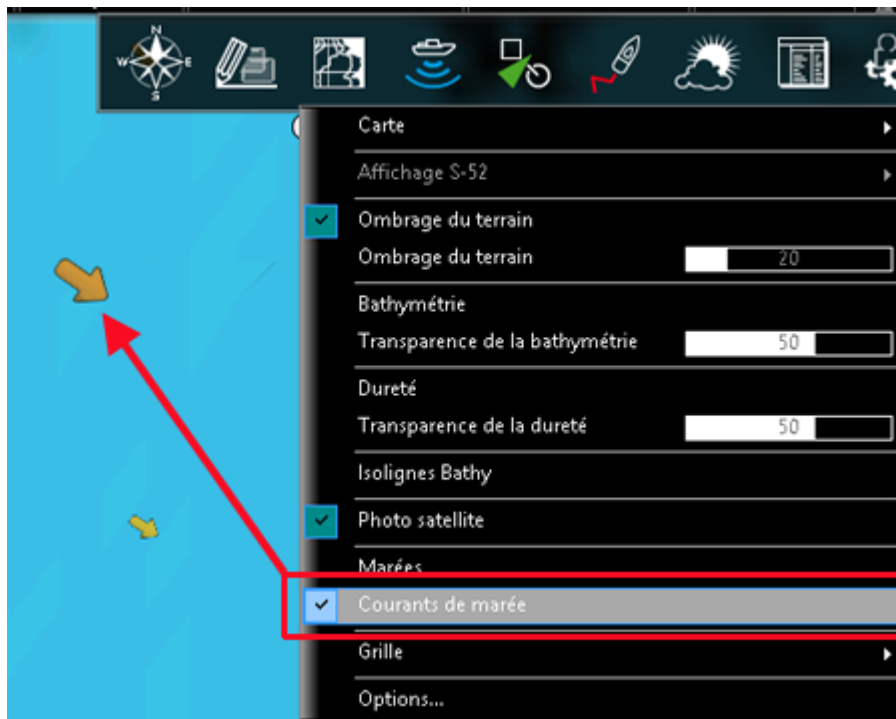 N
W E
S
Carte
Affichage S-52
Ombrage du terrain
Ombrage du terrain 20
Bathymétrie
Transparence de la bathymétrie 50
Dureté
Transparence de la dureté 50
Isolignes Bathy
Photo satellite
Marées
Courants de marée
Grille
Options...